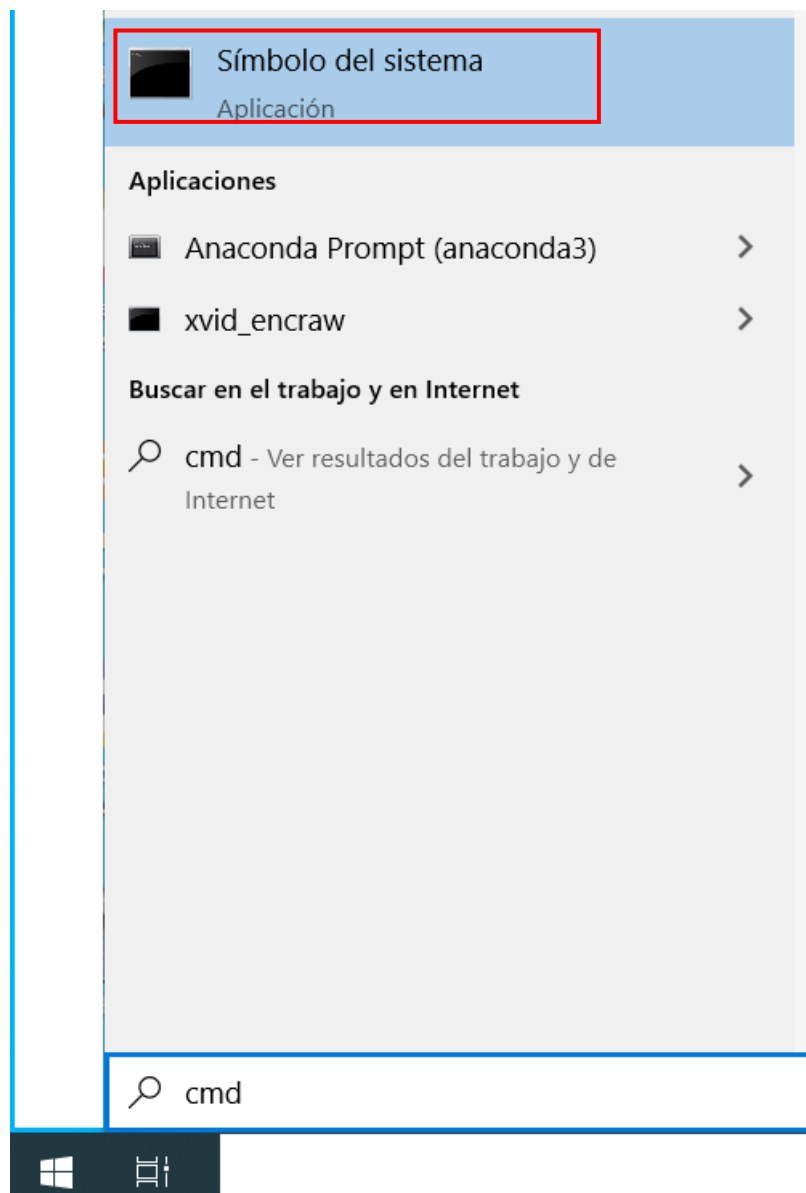 Símbolo del sistema
Aplicación
Aplicaciones
Anaconda Prompt (anaconda3)
xvid_encraw
Buscar en el trabajo y en Internet
cmd - Ver resultados del trabajo y de
Internet
cmd